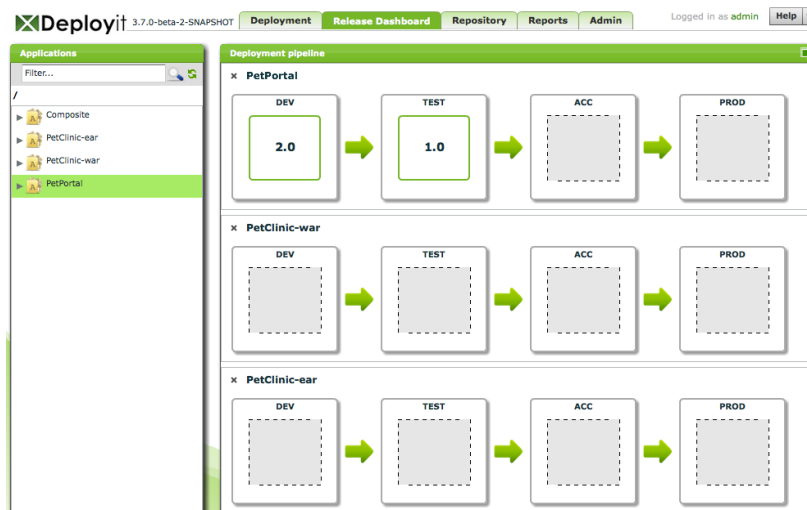 Deployit 3.7.0-beta-2-SNAPSHOT Deployment Release Dashboard Repository Reports Admin Logged in as admin Help
Applications
Filter...
/
Composite
PetClinic-ear
PetClinic-war
PetPortal
Deployment pipeline
× PetPortal
DEV TEST ACC PROD
2.0 1.0
× PetClinic-war
DEV TEST ACC PROD
× PetClinic-ear
DEV TEST ACC PROD